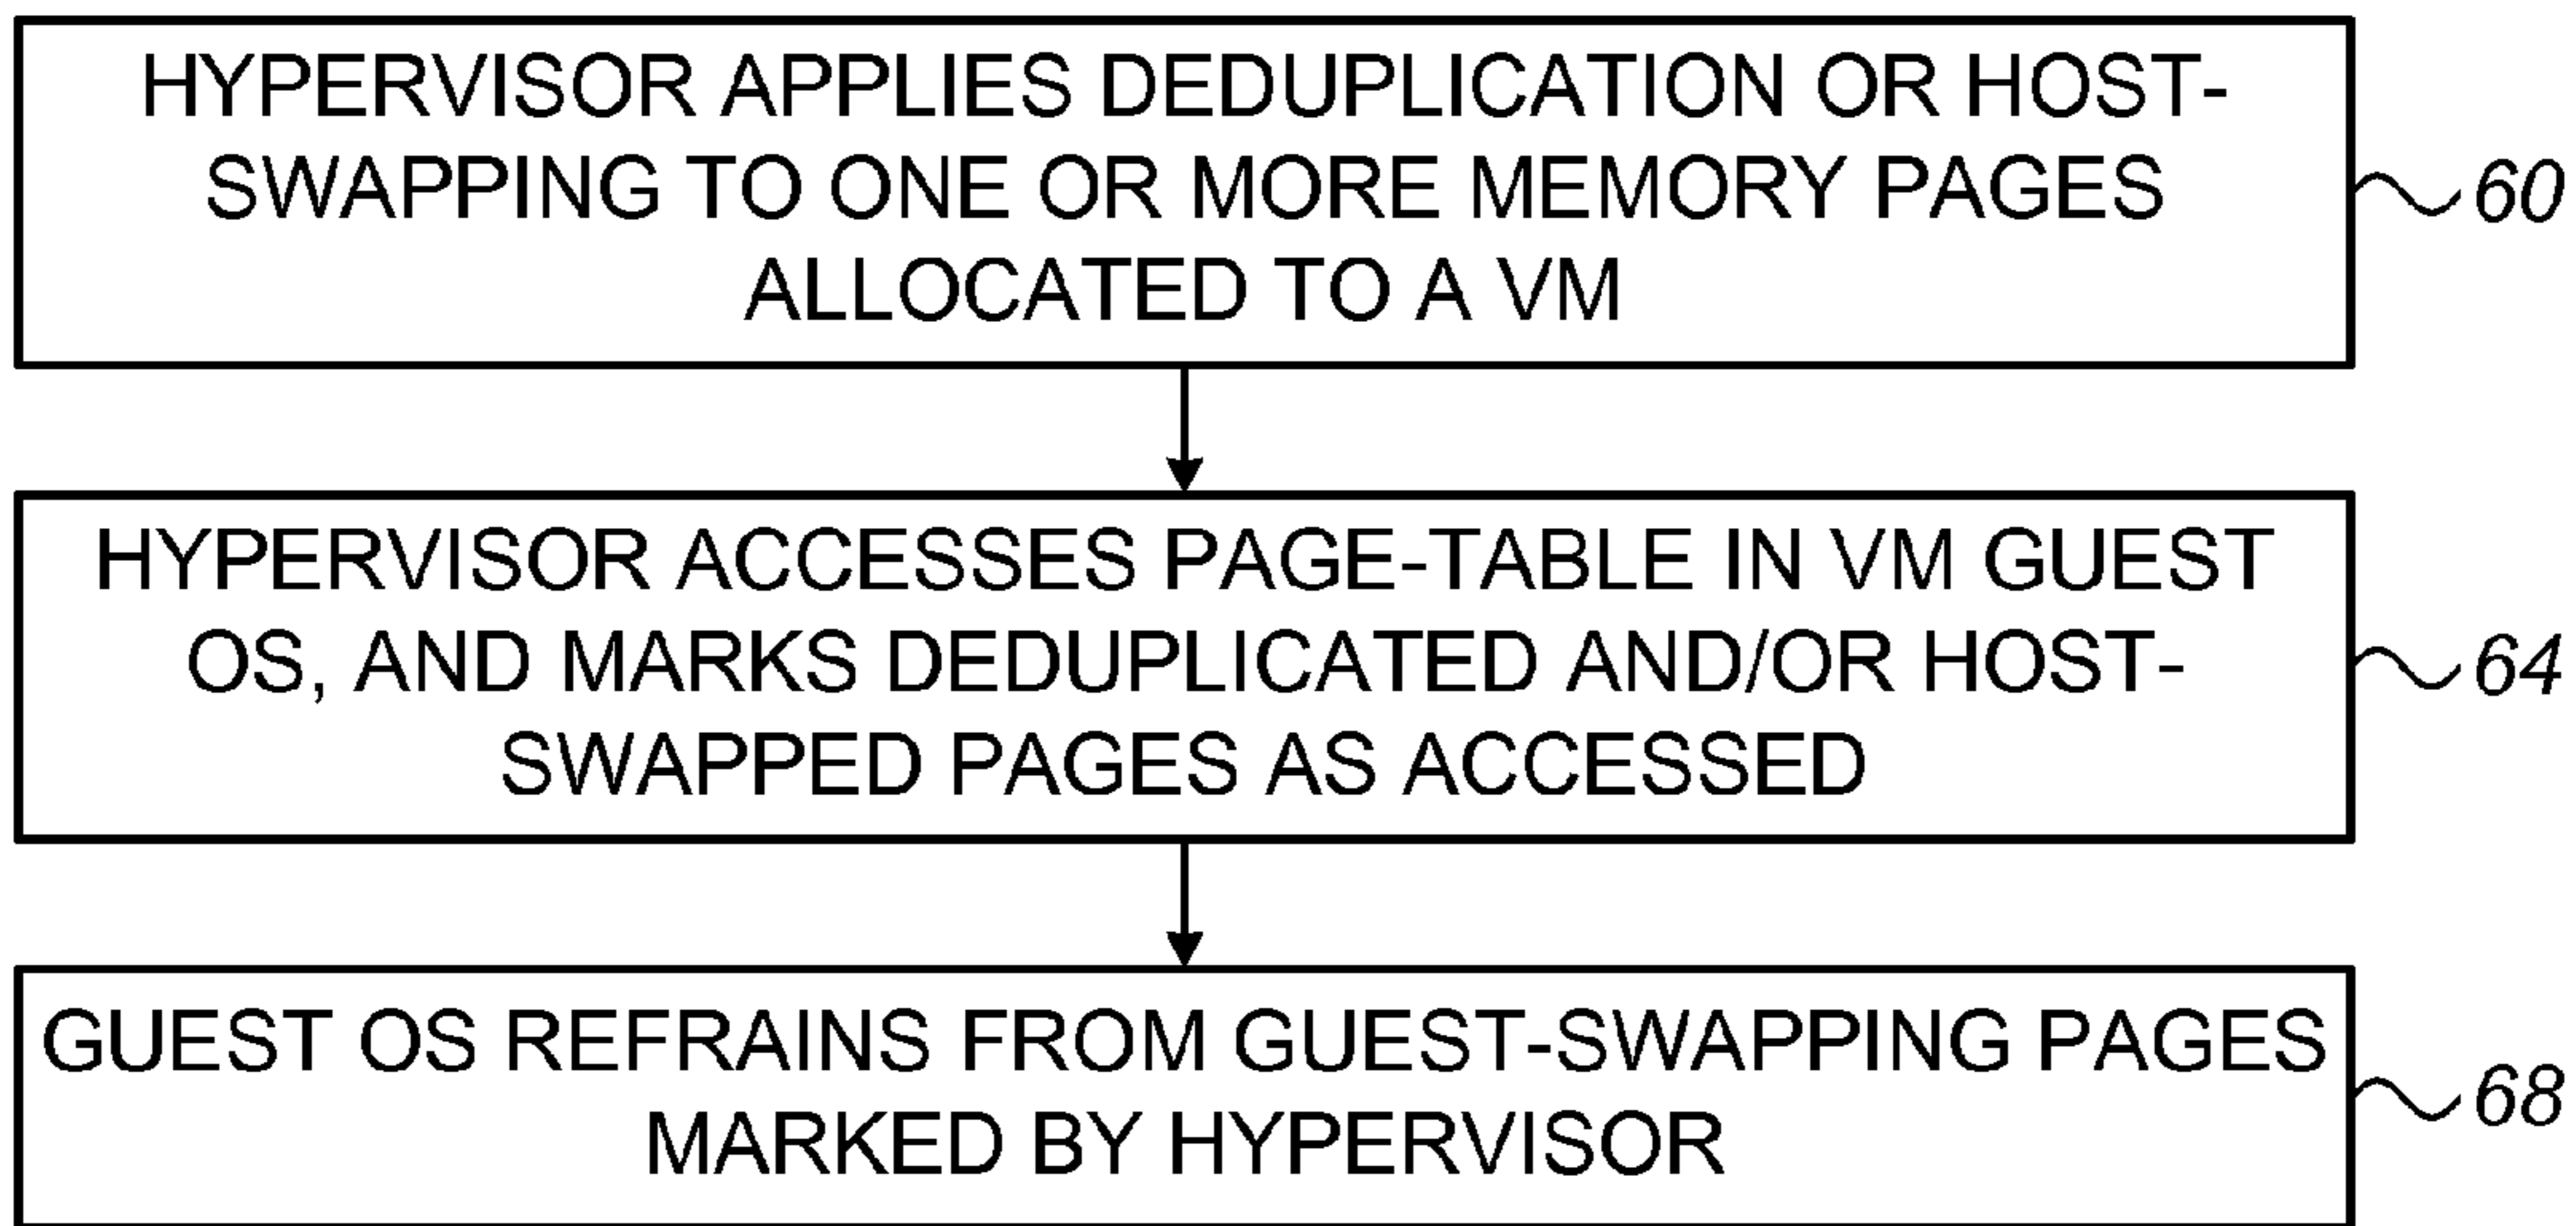 HYPERVISOR APPLIES DEDUPLICATION OR HOST-
SWAPPING TO ONE OR MORE MEMORY PAGES
ALLOCATED TO A VM
60
HYPERVISOR ACCESSES PAGE-TABLE IN VM GUEST
OS, AND MARKS DEDUPLICATED AND/OR HOST-
SWAPPED PAGES AS ACCESSED
64
GUEST OS REFRAINS FROM GUEST-SWAPPING PAGES
MARKED BY HYPERVISOR
68